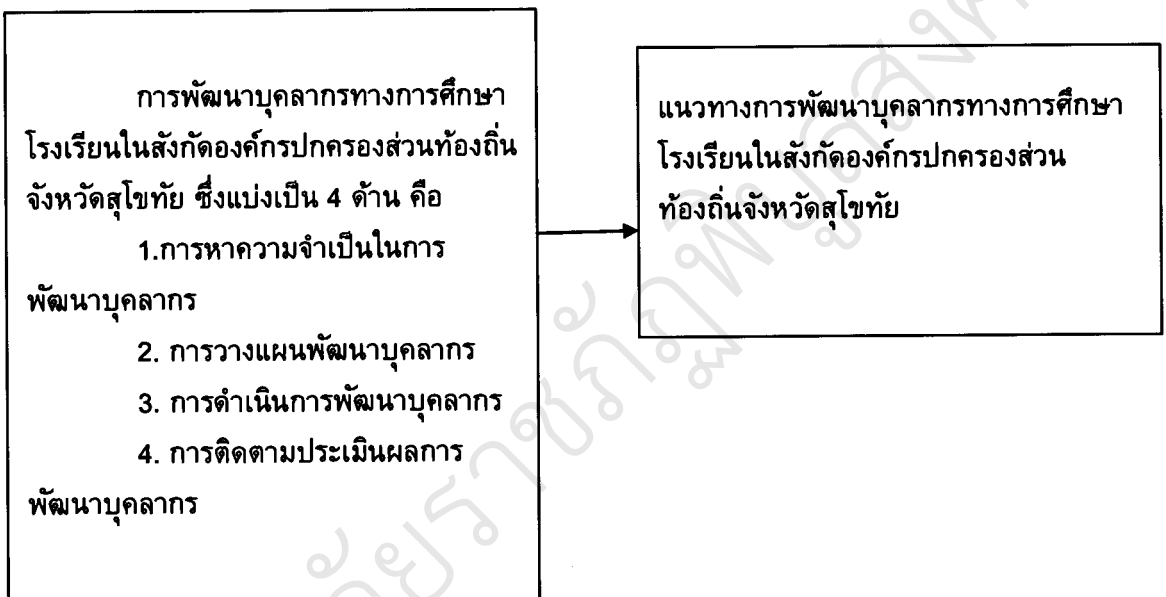 การพัฒนาบุคลากรทางการศึกษา
โรงเรียนในสังกัดองค์กรปกครองส่วนท้องถิ่น
จังหวัดสุโขทัย ซึ่งแบ่งเป็น 4 ด้าน คือ
1.การหาความจำเป็นในการ
พัฒนาบุคลากร
2. การวางแผนพัฒนาบุคลากร
3. การดำเนินการพัฒนาบุคลากร
4. การติดตามประเมินผลการ
พัฒนาบุคลากร
แนวทางการพัฒนาบุคลากรทางการศึกษา
โรงเรียนในสังกัดองค์กรปกครองส่วน
ท้องถิ่นจังหวัดสุโขทัย